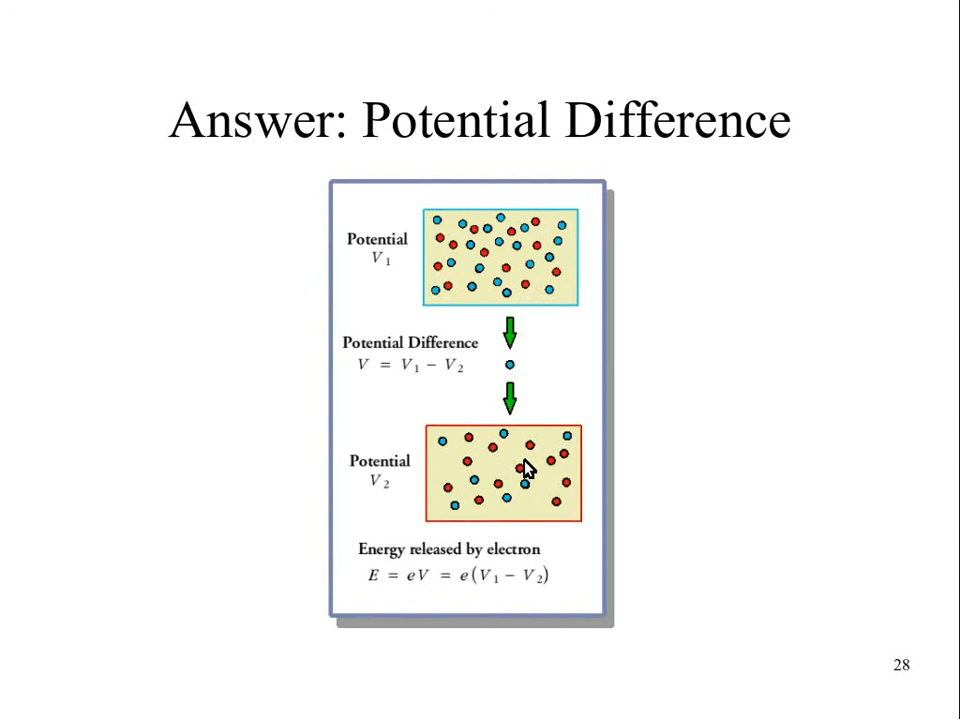 Answer: Potential Difference
Potential
V₁
Potential Difference
V = V₁ − V₂
Potential
V₂
Energy released by electron
E = eV = e(V₁ − V₂)
28